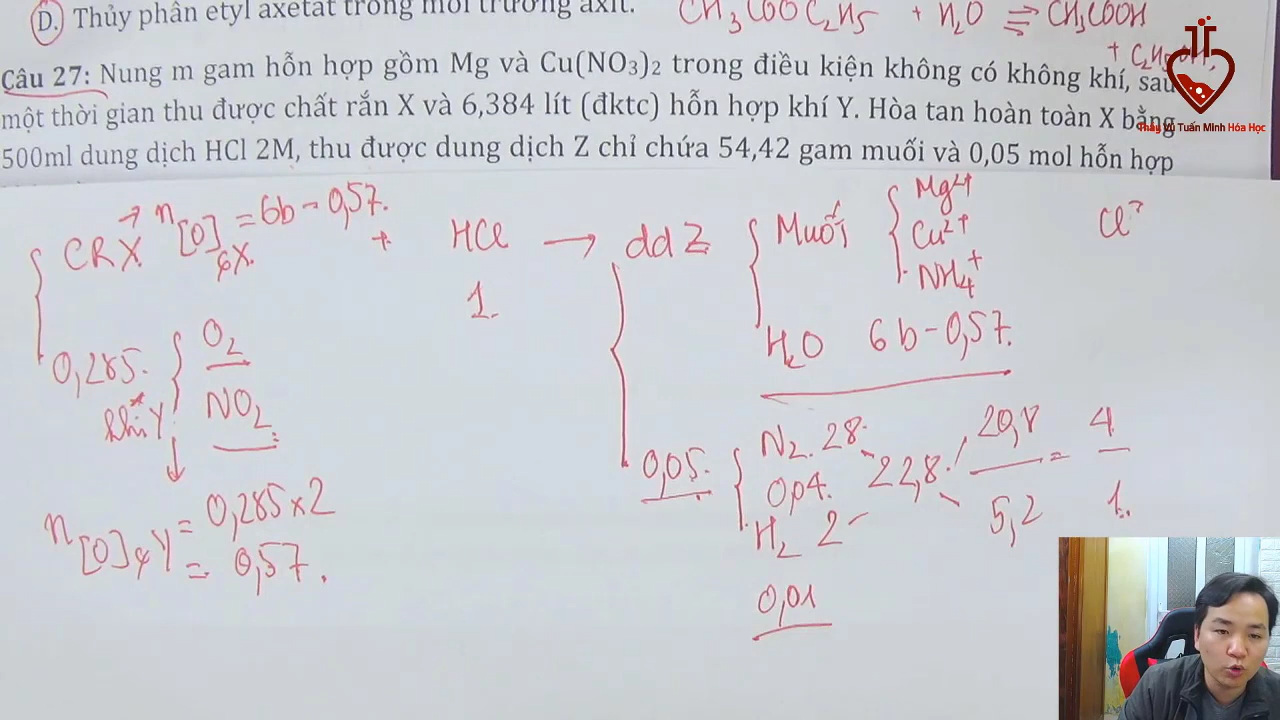 D. Thủy phân etyl axetat trong môi trường axit. CH3COOC2H5 + H2O ⇌ CH3COOH
+ C2H5OH.
Câu 27: Nung m gam hỗn hợp gồm Mg và Cu(NO3)2 trong điều kiện không có không khí, sau
một thời gian thu được chất rắn X và 6,384 lít (đktc) hỗn hợp khí Y. Hòa tan hoàn toàn X bằng
Thầy Vũ Tuấn Minh Hóa Học
500ml dung dịch HCl 2M, thu được dung dịch Z chỉ chứa 54,42 gam muối và 0,05 mol hỗn hợp
CRX → n[O]/X = 6b - 0,57.
+ HCl → dd Z
1.
Muối
Mg2+
Cu2+
NH4+
Cl-
H2O 6b - 0,57.
0,285.
khí Y
O2
NO2
n[O]/Y = 0,285x2
= 0,57.
0,05.
N2. 28.
0,04.
H2 2
0,01
22,8.
20,8 / 5,2 = 4 / 1.